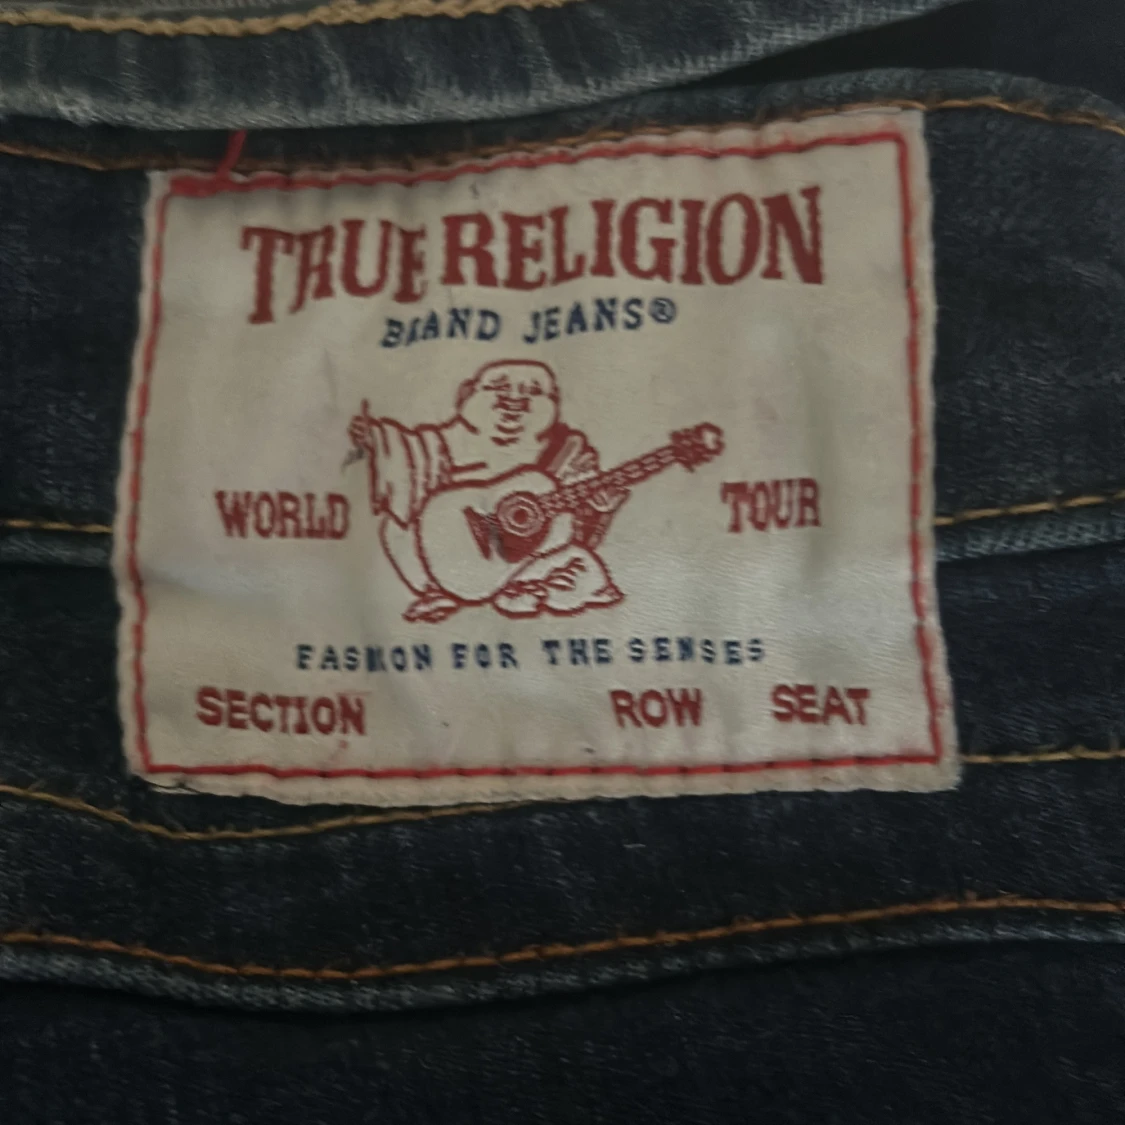 TRUE RELIGION
BRAND JEANS®
WORLD TOUR
FASHION FOR THE SENSES
SECTION ROW SEAT